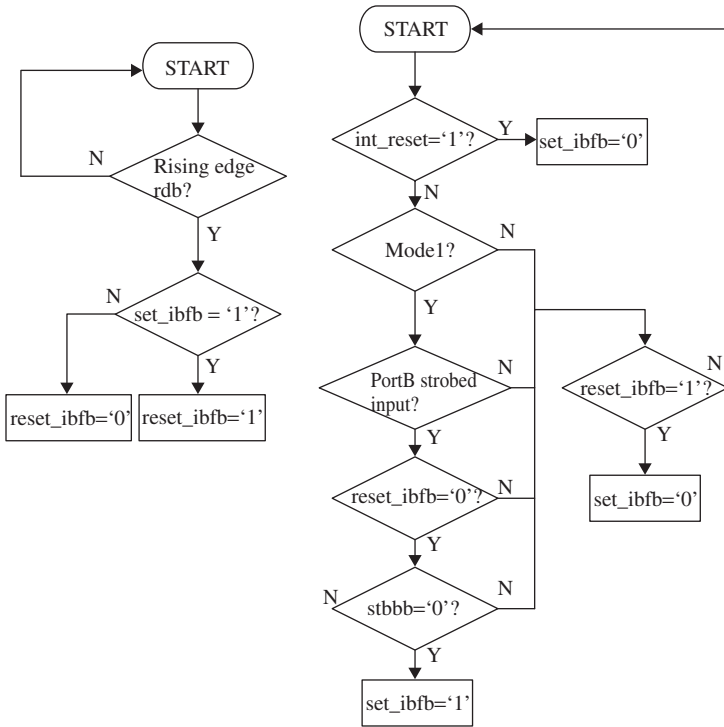 START
Rising edge
rdb?
N
Y
set_ibfb = ‘1’?
N
Y
reset_ibfb=‘0’
reset_ibfb=‘1’
START
int_reset=‘1’?
Y
set_ibfb=‘0’
N
Mode1?
N
Y
PortB strobed
input?
N
Y
reset_ibfb=‘0’?
N
Y
stbbb=‘0’?
N
N
Y
set_ibfb=‘1’
reset_ibfb=‘1’?
N
Y
set_ibfb=‘0’